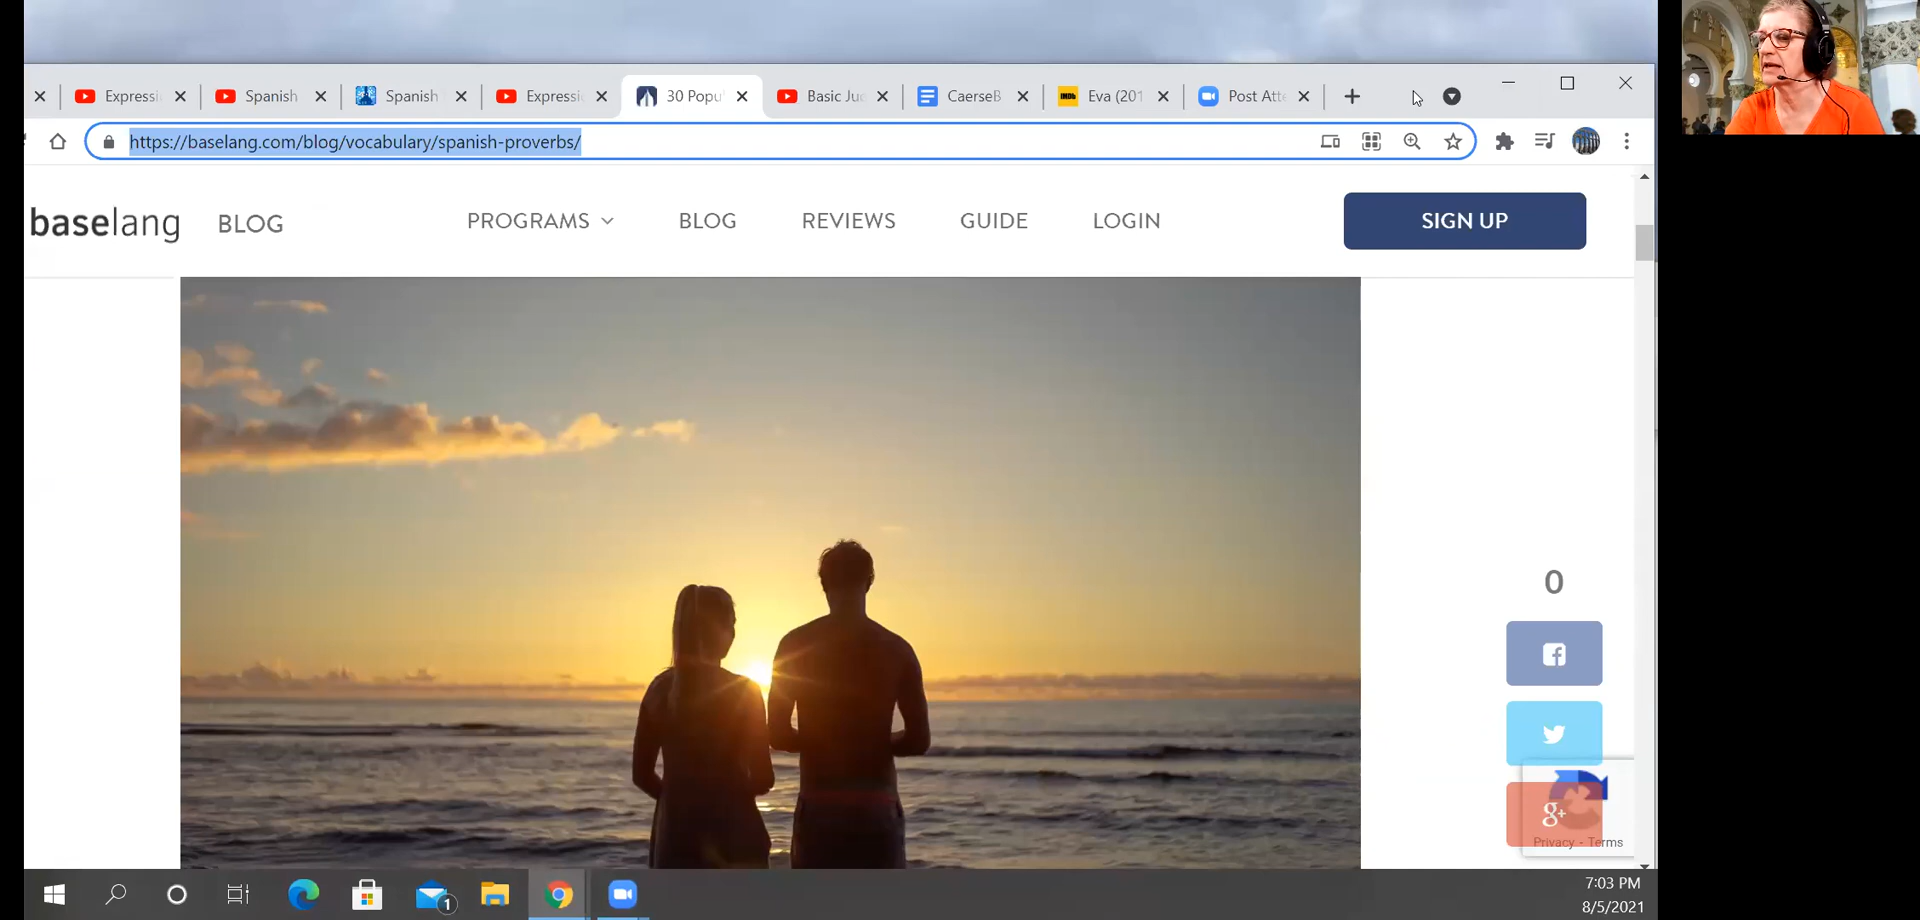 Expressi Spanish Spanish Expressi 30 Popu Basic Ju CaerseB IMDb Eva (201 Post Att
https://baselang.com/blog/vocabulary/spanish-proverbs/
baselang BLOG PROGRAMS BLOG REVIEWS GUIDE LOGIN SIGN UP
0
g+
Privacy - Terms
1
7:03 PM
8/5/2021